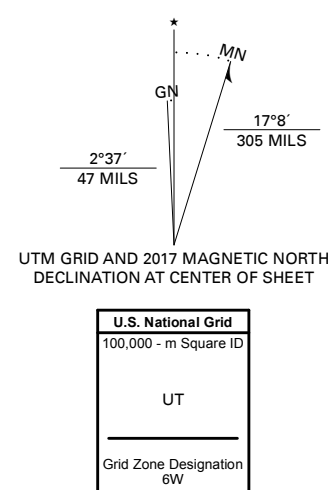 ★
MN
GN
17°8´
305 MILS
2°37´
47 MILS
UTM GRID AND 2017 MAGNETIC NORTH
DECLINATION AT CENTER OF SHEET
U.S. National Grid
100,000 - m Square ID
UT
Grid Zone Designation
6W